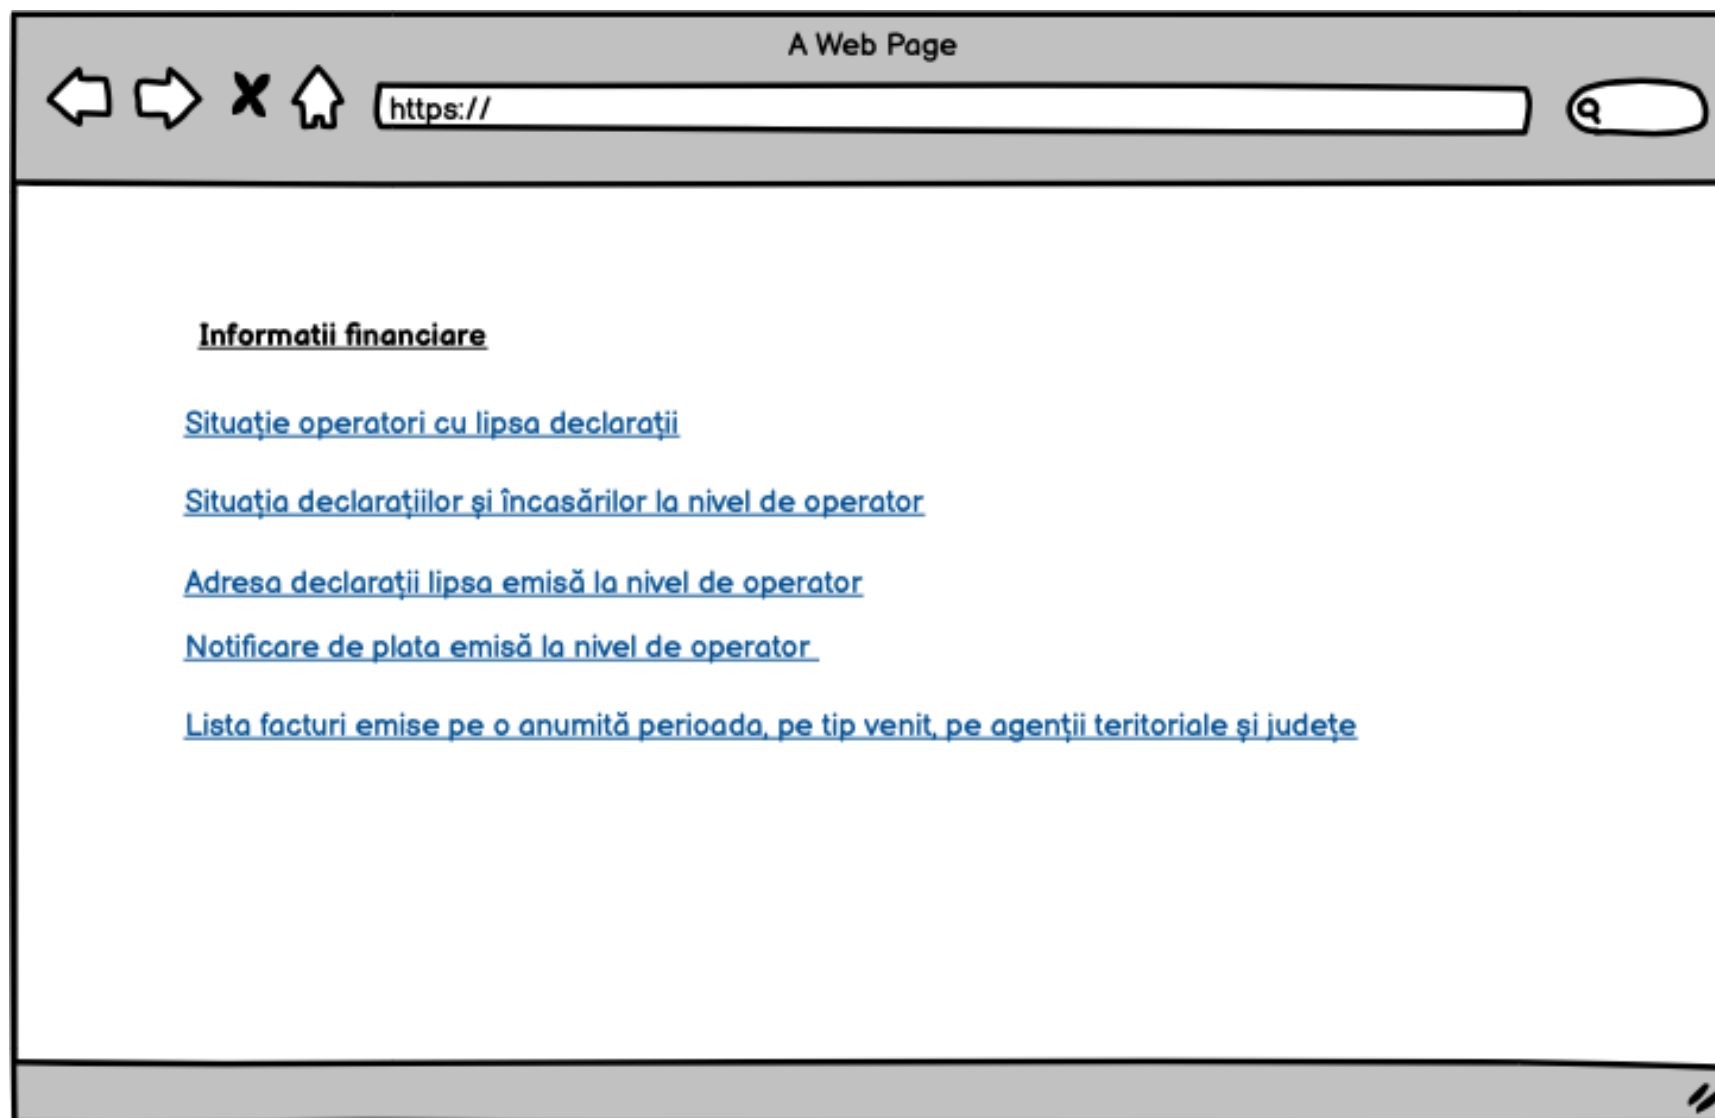 A Web Page
https://
Informatii financiare
Situație operatori cu lipsa declarații
Situația declarațiilor și încasărilor la nivel de operator
Adresa declarații lipsa emisă la nivel de operator
Notificare de plata emisă la nivel de operator
Lista facturi emise pe o anumită perioada, pe tip venit, pe agenții teritoriale și județe